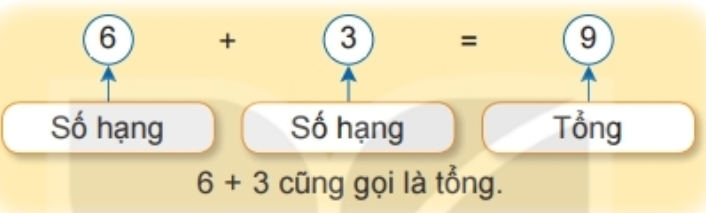 6 + 3 = 9
Số hạng Số hạng Tổng
6 + 3 cũng gọi là tổng.